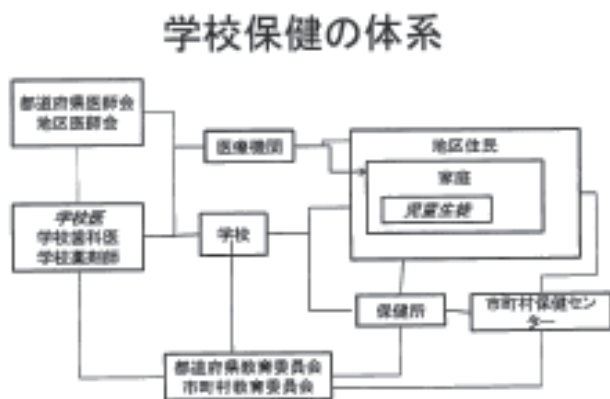 学校保健の体系
都道府県医師会
地区医師会
医療機関
地区住民
家庭
児童生徒
学校医
学校歯科医
学校薬剤師
学校
保健所
市町村保健セン
ター
都道府県教育委員会
市町村教育委員会